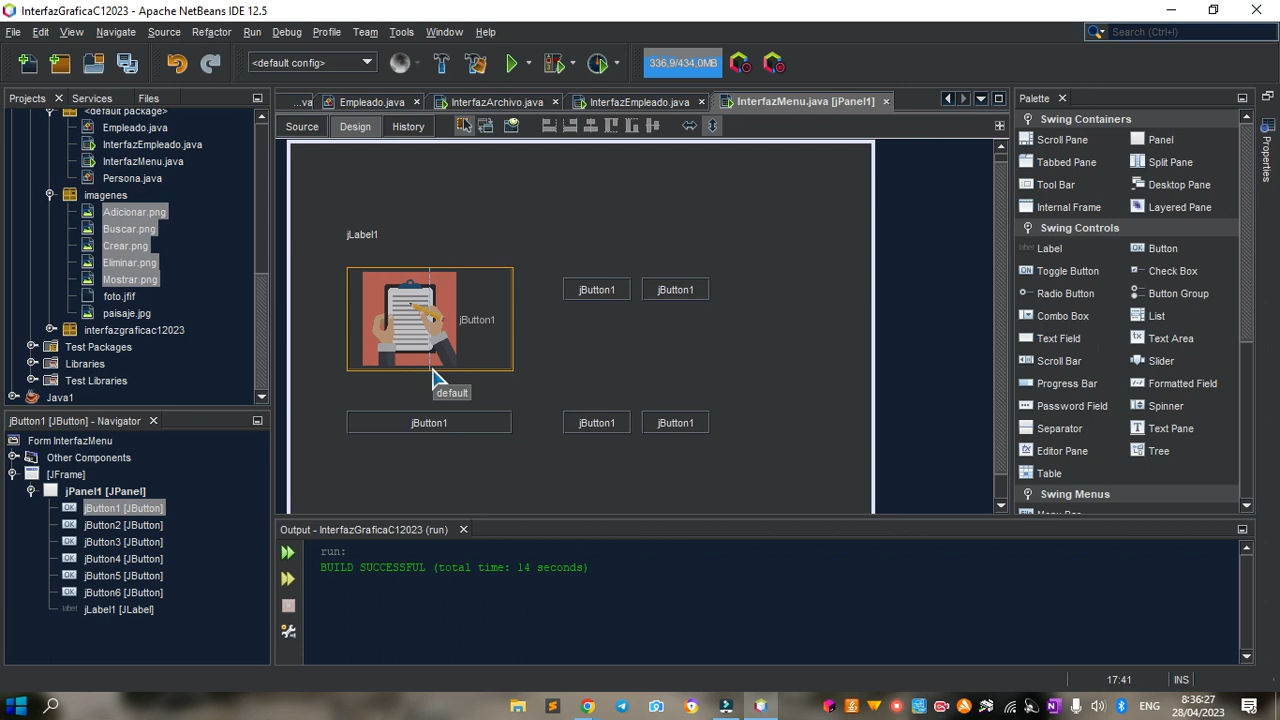 InterfazGraficaC12023 - Apache NetBeans IDE 12.5
File Edit View Navigate Source Refactor Run Debug Profile Team Tools Window Help
Search (Ctrl+I)
<default config>
336,9/434,0MB
Projects Services Files
...va Empleado.java InterfazArchivo.java InterfazEmpleado.java InterfazMenu.java [jPanel1]
Source Design History
<default package>
Empleado.java
InterfazEmpleado.java
InterfazMenu.java
Persona.java
imagenes
Adicionar.png
Buscar.png
Crear.png
Eliminar.png
Mostrar.png
foto.jfif
paisaje.jpg
interfazgraficac12023
Test Packages
Libraries
Test Libraries
Java1
jButton1 [JButton] - Navigator
Form InterfazMenu
Other Components
[JFrame]
jPanel1 [JPanel]
jButton1 [JButton]
jButton2 [JButton]
jButton3 [JButton]
jButton4 [JButton]
jButton5 [JButton]
jButton6 [JButton]
jLabel1 [JLabel]
jLabel1
jButton1
jButton1 jButton1
default
jButton1 jButton1 jButton1
Output - InterfazGraficaC12023 (run)
run:
BUILD SUCCESSFUL (total time: 14 seconds)
Palette
Swing Containers
Scroll Pane Panel
Tabbed Pane Split Pane
Tool Bar Desktop Pane
Internal Frame Layered Pane
Swing Controls
Label Button
Toggle Button Check Box
Radio Button Button Group
Combo Box List
Text Field Text Area
Scroll Bar Slider
Progress Bar Formatted Field
Password Field Spinner
Separator Text Pane
Editor Pane Tree
Table
Swing Menus
Properties
17:41 INS
ENG
8:36:27
28/04/2023